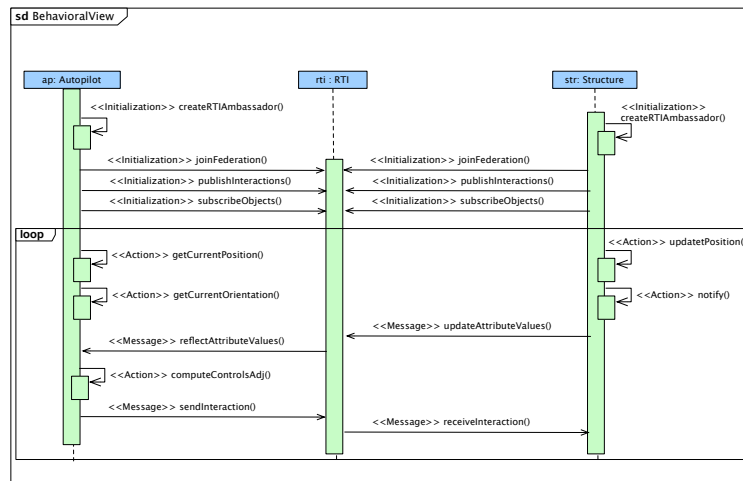 sd BehavioralView
ap: Autopilot
rti : RTI
str: Structure
<<Initialization>> createRTIAmbassador()
<<Initialization>>
createRTIAmbassador()
<<Initialization>> joinFederation()
<<Initialization>> joinFederation()
<<Initialization>> publishInteractions()
<<Initialization>> publishInteractions()
<<Initialization>> subscribeObjects()
<<Initialization>> subscribeObjects()
loop
<<Action>> updatetPosition()
<<Action>> getCurrentPosition()
<<Action>> getCurrentOrientation()
<<Action>> notify()
<<Message>> updateAttributeValues()
<<Message>> reflectAttributeValues()
<<Action>> computeControlsAdj()
<<Message>> sendInteraction()
<<Message>> receiveInteraction()